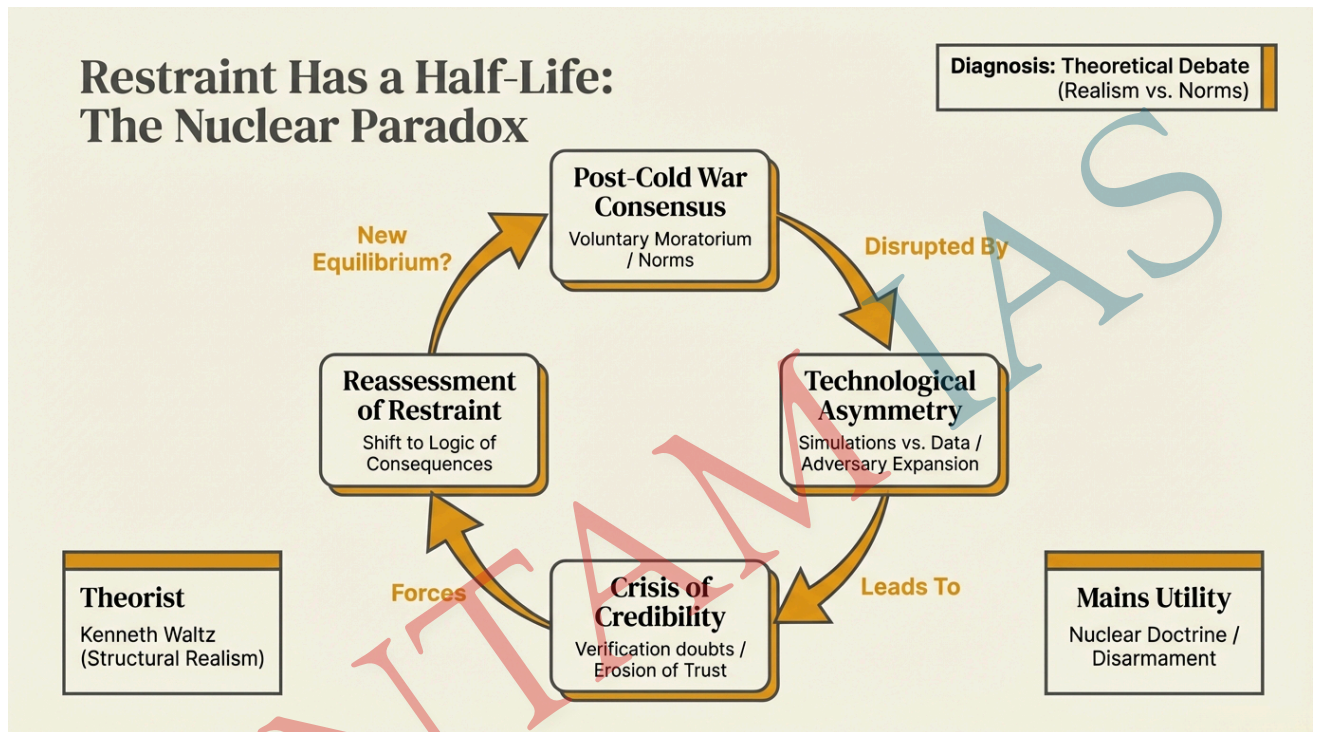 Restraint Has a Half-Life:
The Nuclear Paradox
Diagnosis: Theoretical Debate
(Realism vs. Norms)
Post-Cold War
Consensus
Voluntary Moratorium
/ Norms
New
Equilibrium?
Disrupted By
Reassessment
of Restraint
Shift to Logic of
Consequences
Technological
Asymmetry
Simulations vs. Data /
Adversary Expansion
Forces
Leads To
Crisis of
Credibility
Verification doubts /
Erosion of Trust
Theorist
Kenneth Waltz
(Structural Realism)
Mains Utility
Nuclear Doctrine /
Disarmament
NTAM IAS